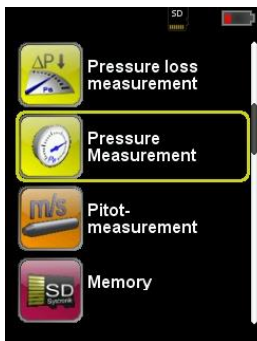 SD
ΔP↓
Pa
Pressure loss
measurement
Pressure
Measurement
m/s
Pitot-
measurement
SD
Memory